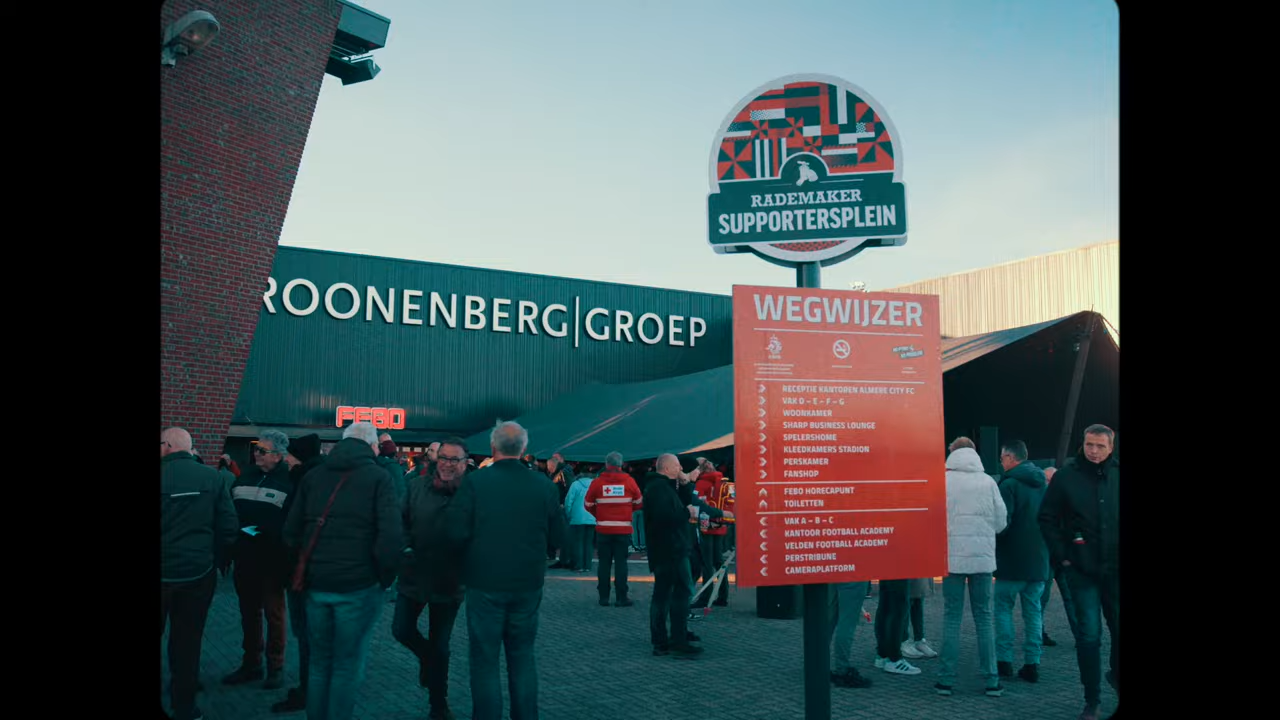 RADEMAKER
SUPPORTERSPLEIN
ROONENBERG|GROEP
FEBO
WEGWIJZER
RECEPTIE KANTOREN ALMERE CITY FC
VAK D – E – F – G
WOONKAMER
SHARP BUSINESS LOUNGE
SPELERSHOME
KLEEDKAMERS STADION
PERSKAMER
FANSHOP
FEBO HORECAPUNT
TOILETTEN
VAK A – B – C
KANTOOR FOOTBALL ACADEMY
VELDEN FOOTBALL ACADEMY
PERSTRIBUNE
CAMERAPLATFORM